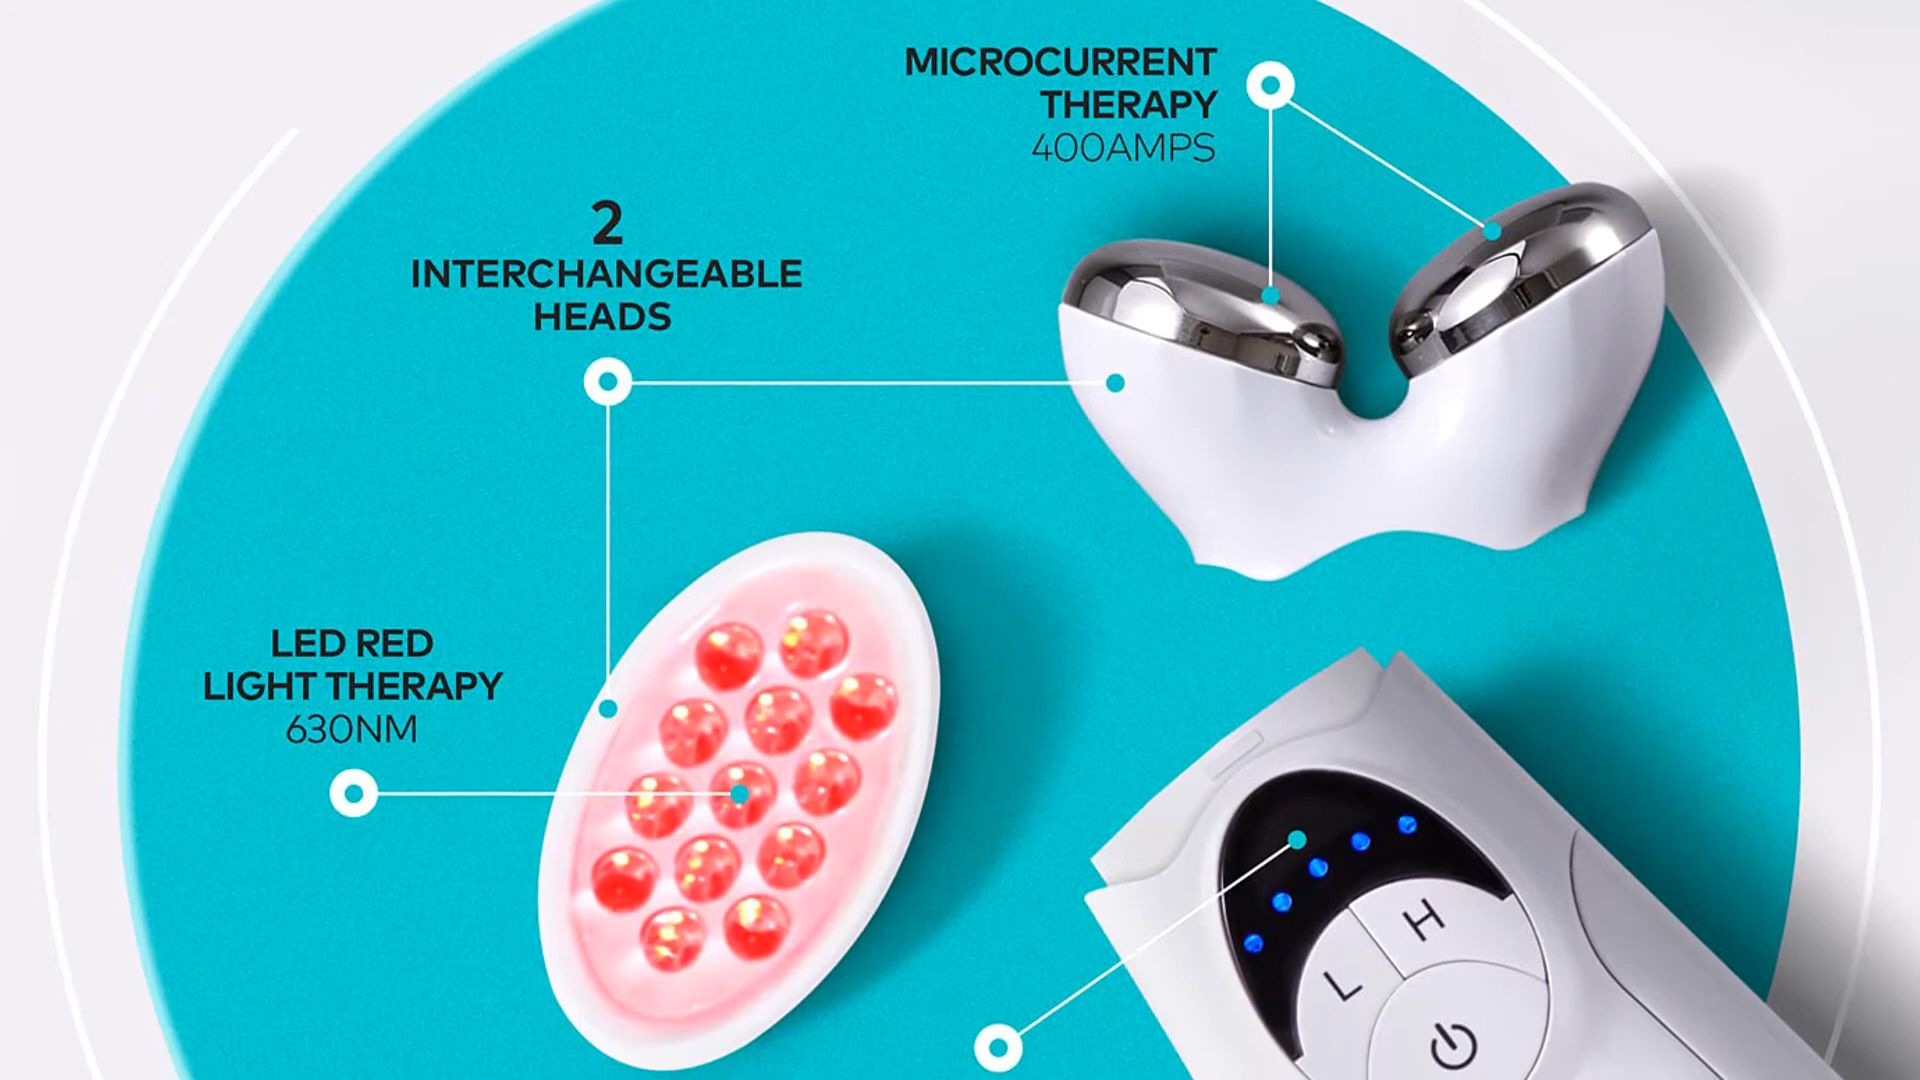 MICROCURRENT
THERAPY
400AMPS
2
INTERCHANGEABLE
HEADS
LED RED
LIGHT THERAPY
630NM
H
L